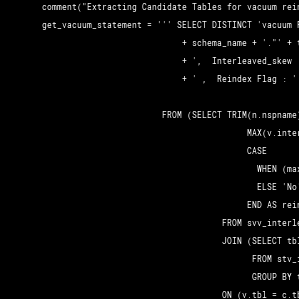 comment("Extracting Candidate Tables for vacuum rein
get_vacuum_statement = ''' SELECT DISTINCT 'vacuum
+ schema_name + '."' +
+ ', Interleaved_skew
+ ' , Reindex Flag : '
FROM (SELECT TRIM(n.nspname)
MAX(v.inter
CASE
WHEN (max
ELSE 'No
END AS rein
FROM svv_interle
JOIN (SELECT tbl
FROM stv_i
GROUP BY t
ON (v.tbl = c.tb